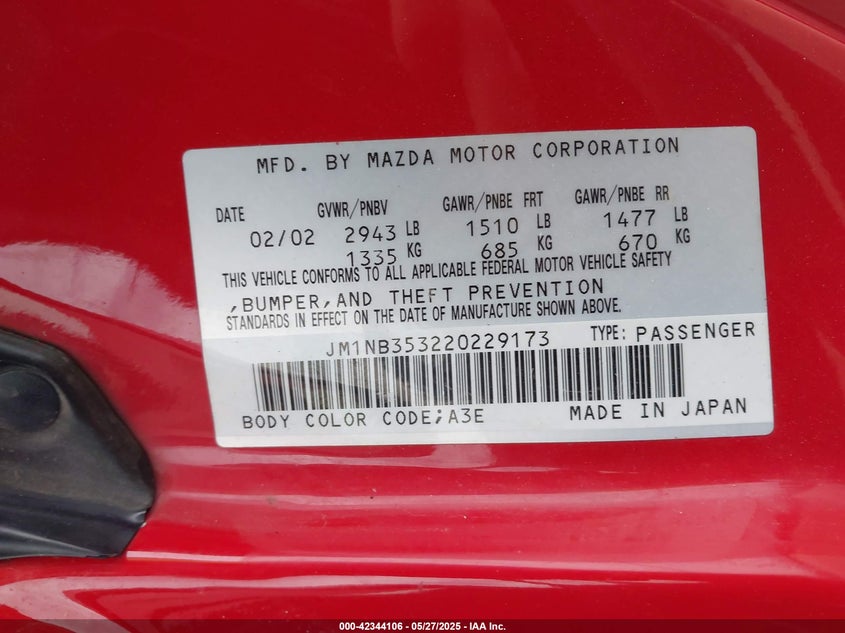 MFD. BY MAZDA MOTOR CORPORATION
DATE GVWR/PNBV GAWR/PNBE FRT GAWR/PNBE RR
02/02 2943 LB 1510 LB 1477 LB
1335 KG 685 KG 670 KG
THIS VEHICLE CONFORMS TO ALL APPLICABLE FEDERAL MOTOR VEHICLE SAFETY
,BUMPER,AND THEFT PREVENTION
STANDARDS IN EFFECT ON THE DATE OF MANUFACTURE SHOWN ABOVE.
JM1NB353220229173 TYPE: PASSENGER
BODY COLOR CODE;A3E MADE IN JAPAN
000-42344106 - 05/27/2025 - IAA Inc.